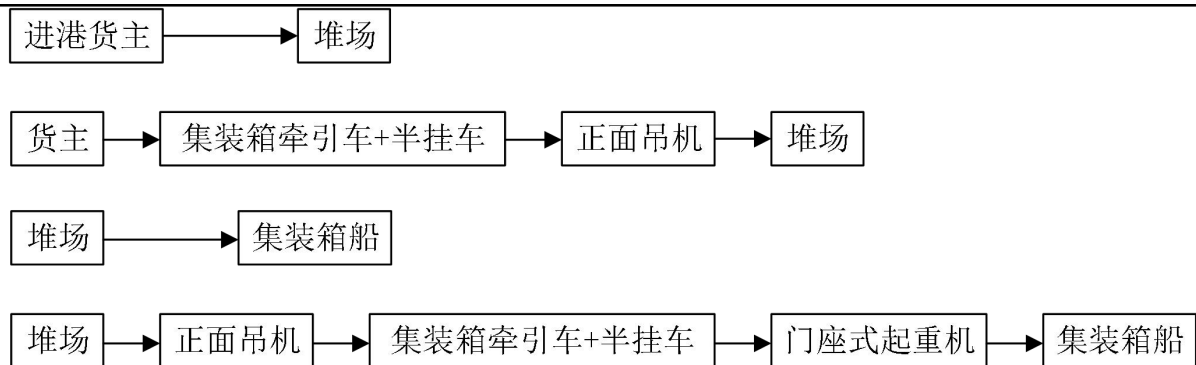 进港货主 堆场
货主 集装箱牵引车+半挂车 正面吊机 堆场
堆场 集装箱船
堆场 正面吊机 集装箱牵引车+半挂车 门座式起重机 集装箱船